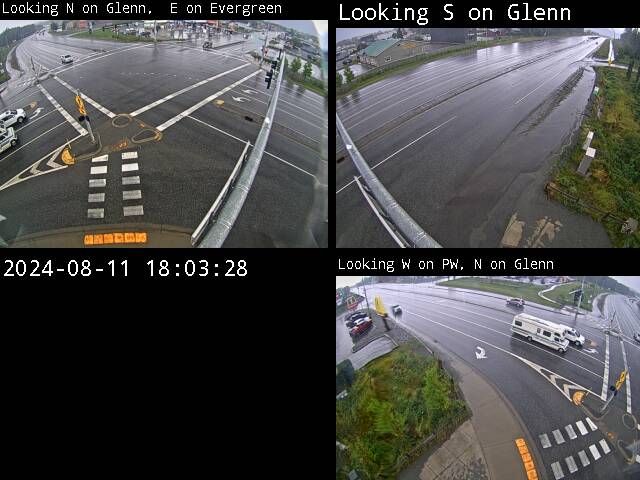 Looking N on Glenn,  E on Evergreen
Looking S on Glenn
2024-08-11 18:03:28
Looking W on PW, N on Glenn